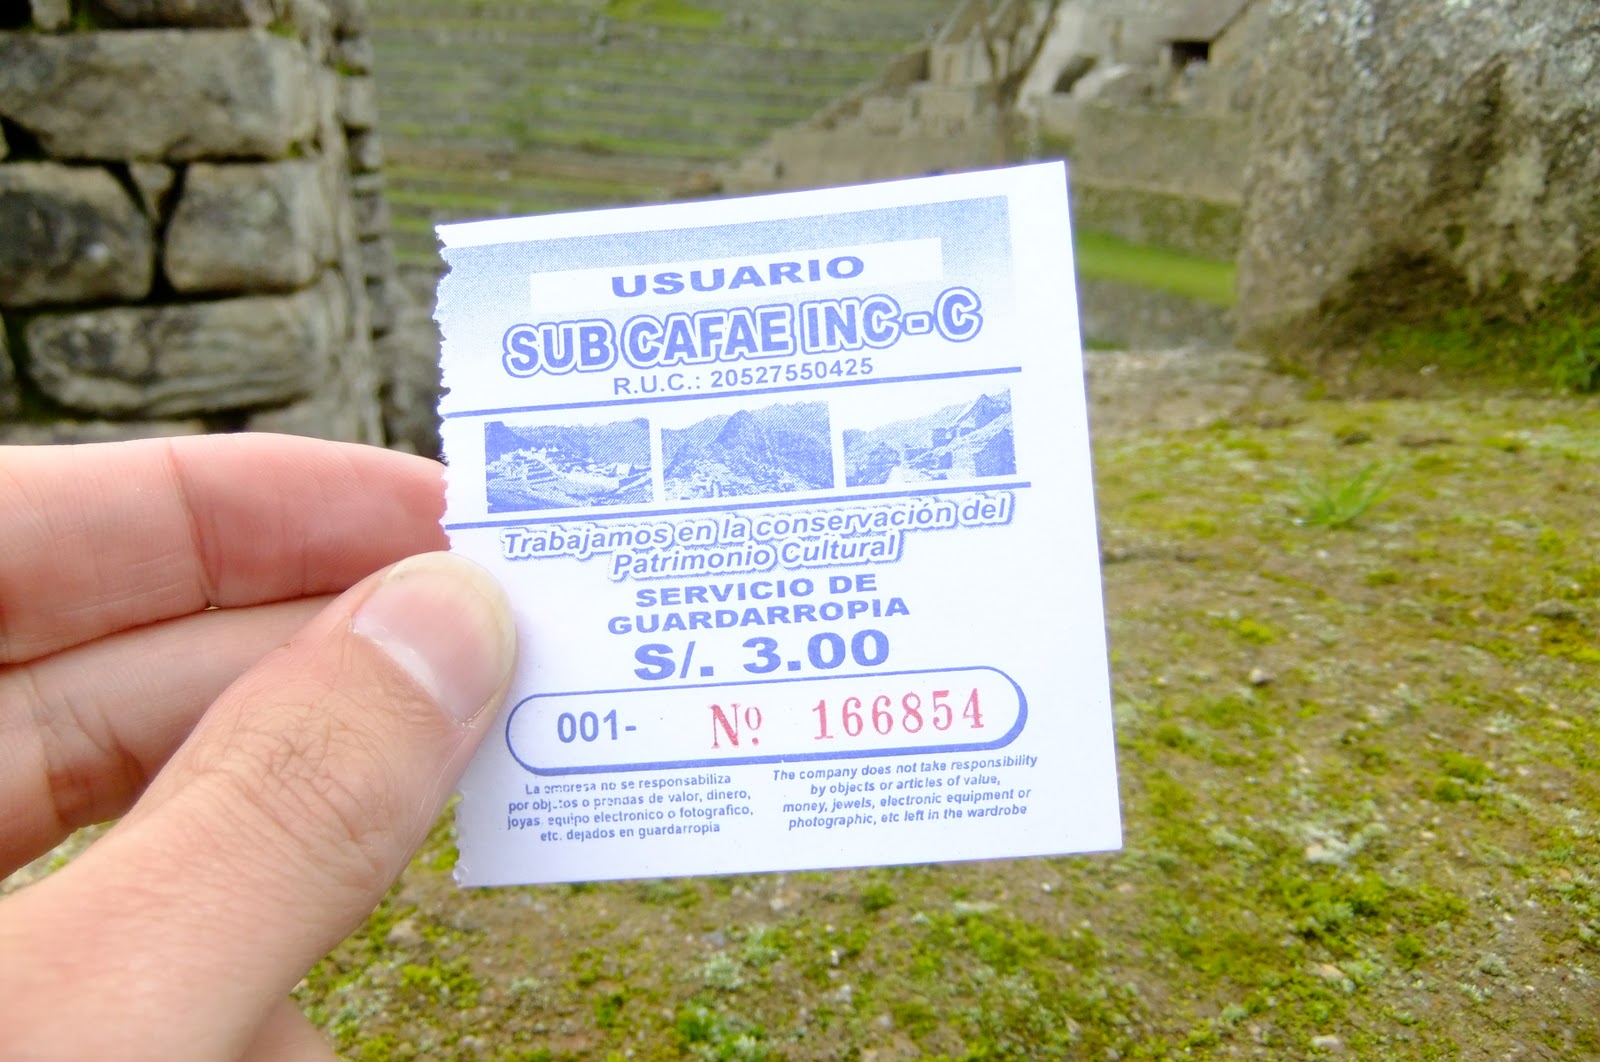 USUARIO
SUB CAFAE INC - C
R.U.C.: 20527550425
Trabajamos en la conservación del
Patrimonio Cultural
SERVICIO DE
GUARDARROPIA
S/. 3.00
001- Nº 166854
La empresa no se responsabiliza
por objetos o prendas de valor, dinero,
joyas, equipo electronico o fotografico,
etc. dejados en guardarropia
The company does not take responsibility
by objects or articles of value,
money, jewels, electronic equipment or
photographic, etc left in the wardrobe